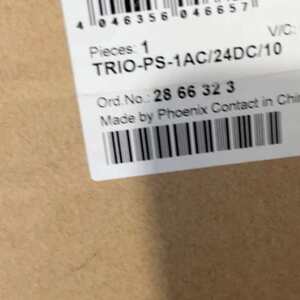 4 046356 046657
V/C:
Pieces: 1
TRIO-PS-1AC/24DC/10
Ord.No.: 28 66 32 3
Made by Phoenix Contact in Chi